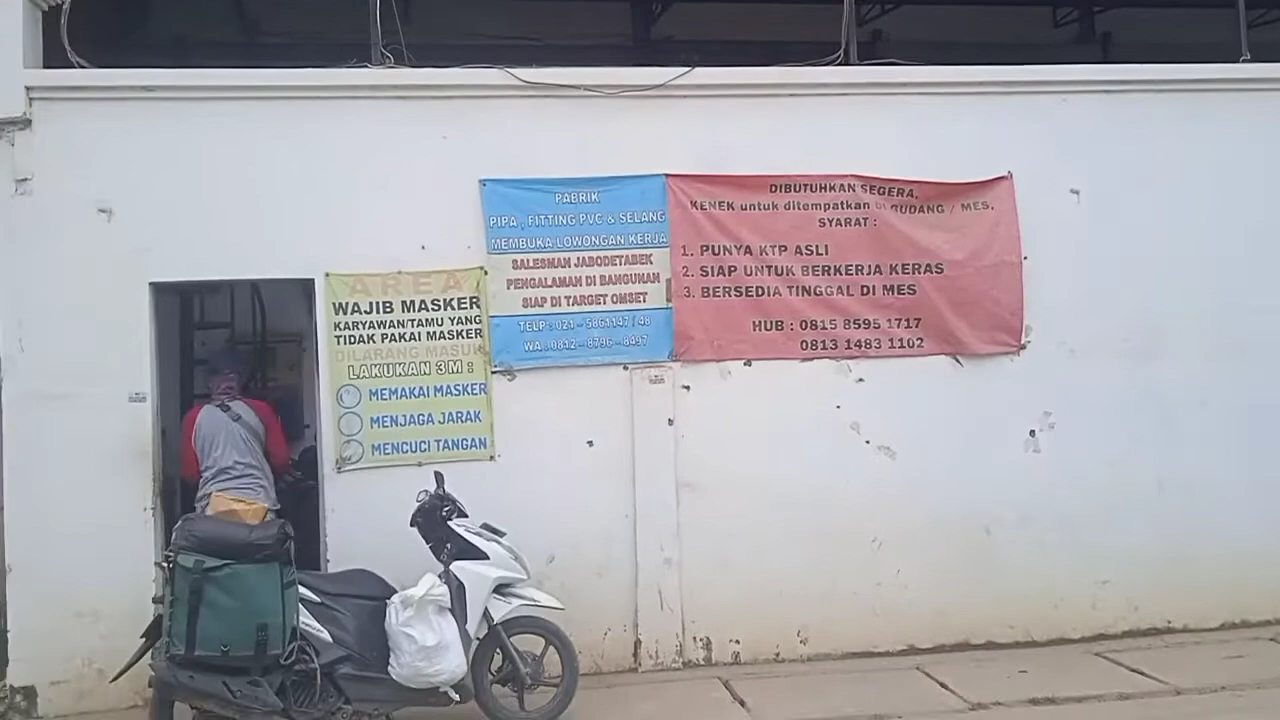 AREA
WAJIB MASKER
KARYAWAN/TAMU YANG
TIDAK PAKAI MASKER
DILARANG MASUK
LAKUKAN 3M :
MEMAKAI MASKER
MENJAGA JARAK
MENCUCI TANGAN
PABRIK
PIPA , FITTING PVC & SELANG
MEMBUKA LOWONGAN KERJA
SALESMAN JABODETABEK
PENGALAMAN DI BANGUNAN
SIAP DI TARGET OMSET
TELP : 021 - 5861147 / 48
WA : 0812 - 8796 - 8497
DIBUTUHKAN SEGERA,
KENEK untuk ditempatkan DI GUDANG / MES,
SYARAT :
1. PUNYA KTP ASLI
2. SIAP UNTUK BERKERJA KERAS
3. BERSEDIA TINGGAL DI MES
HUB : 0815 8595 1717
0813 1483 1102